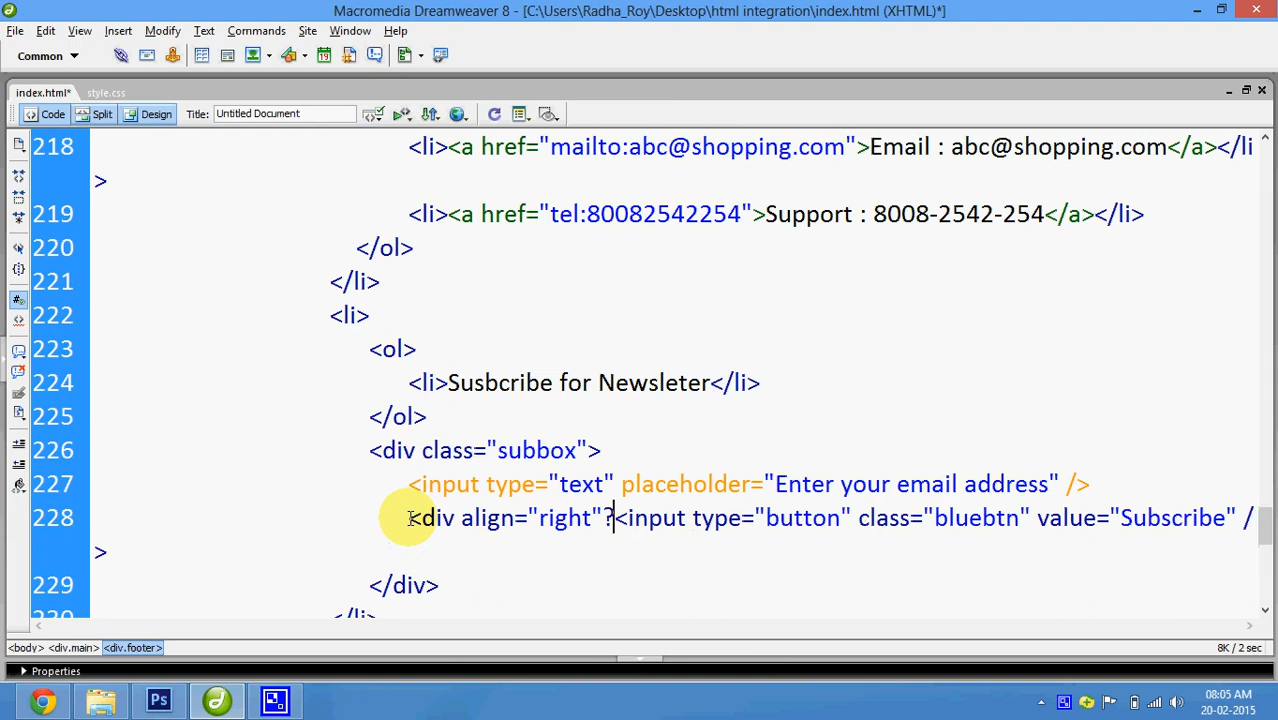 Macromedia Dreamweaver 8 - [C:\Users\Radha_Roy\Desktop\html integration\index.html (XHTML)*]
File Edit View Insert Modify Text Commands Site Window Help
Common
index.html* style.css
Code Split Design Title: Untitled Document
218 <li><a href="mailto:abc@shopping.com">Email : abc@shopping.com</a></li
>
219 <li><a href="tel:80082542254">Support : 8008-2542-254</a></li>
220 </ol>
221 </li>
222 <li>
223 <ol>
224 <li>Susbcribe for Newsleter</li>
225 </ol>
226 <div class="subbox">
227 <input type="text" placeholder="Enter your email address" />
228 <div align="right"?<input type="button" class="bluebtn" value="Subscribe" /
>
229 </div>
230 </li>
<body> <div.main> <div.footer> 8K / 2 sec
Properties
Ps
08:05 AM
20-02-2015